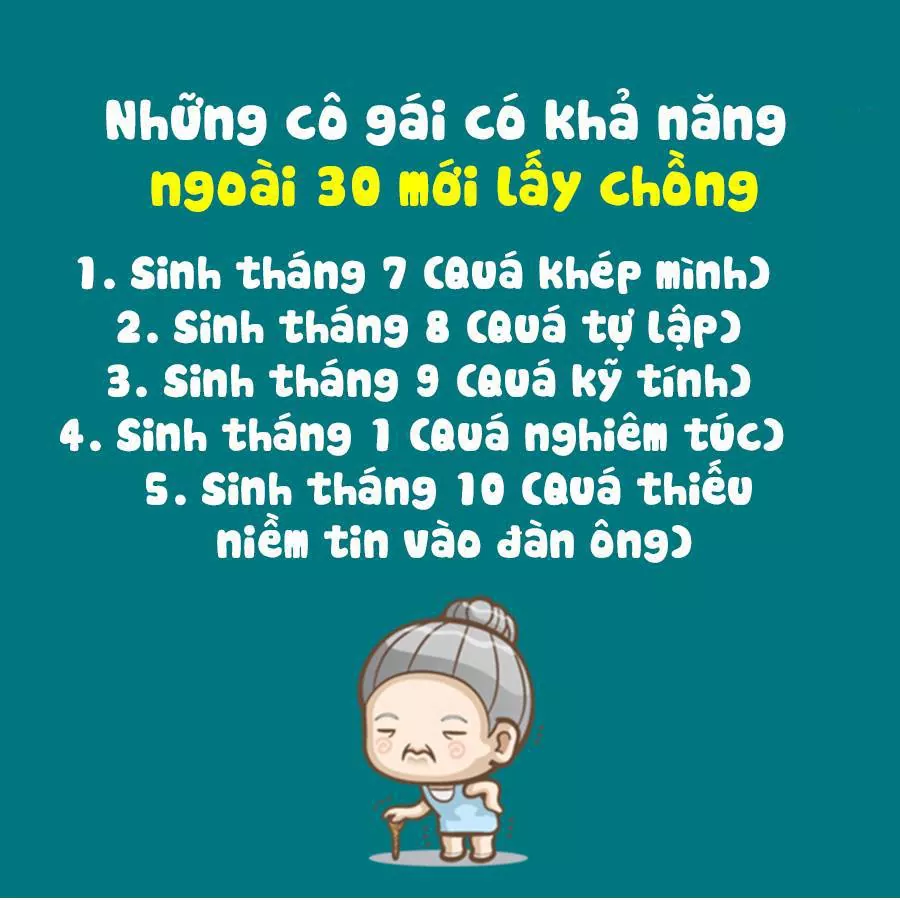 Những cô gái có khả năng
ngoài 30 mới lấy chồng
1. Sinh tháng 7 (Quá khép mình)
2. Sinh tháng 8 (Quá tự lập)
3. Sinh tháng 9 (Quá kỹ tính)
4. Sinh tháng 1 (Quá nghiêm túc)
5. Sinh tháng 10 (Quá thiếu
niềm tin vào đàn ông)